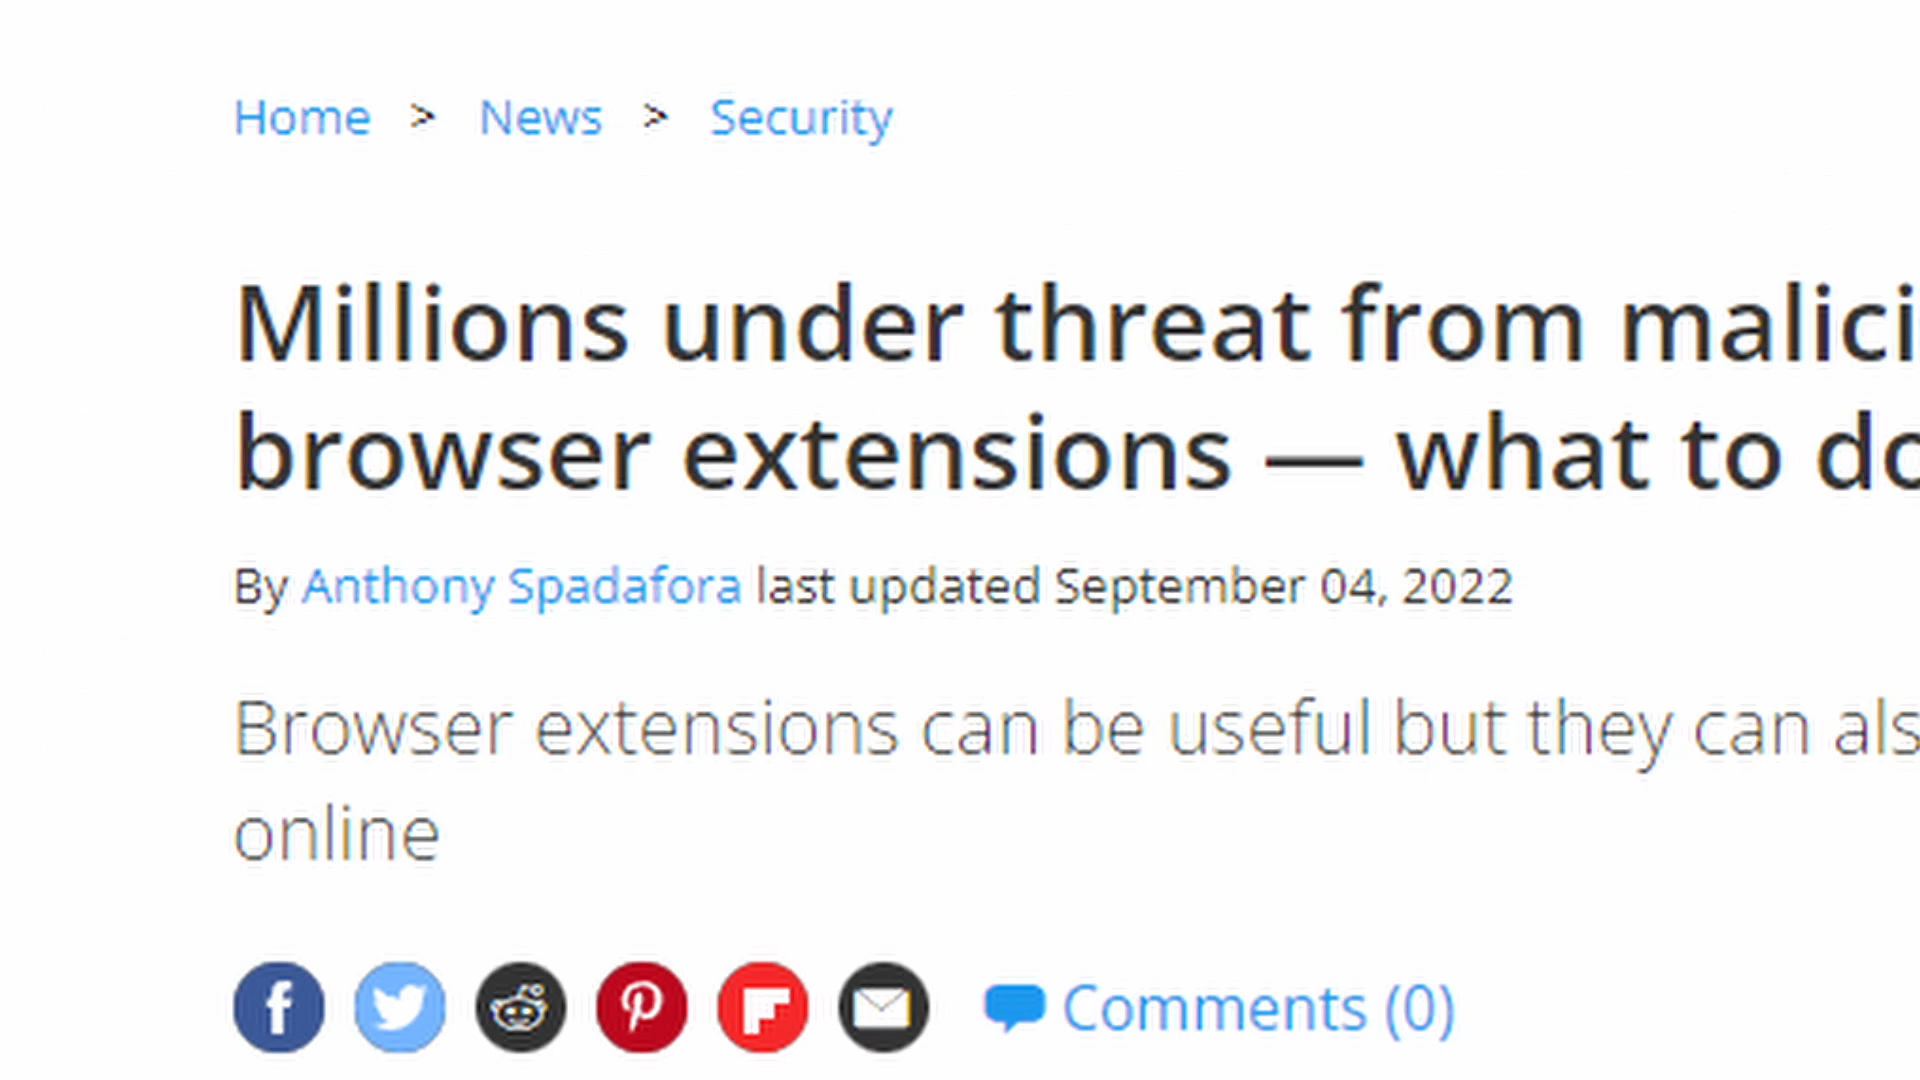 Home > News > Security
Millions under threat from malici
browser extensions — what to do
By Anthony Spadafora last updated September 04, 2022
Browser extensions can be useful but they can als
online
Comments (0)